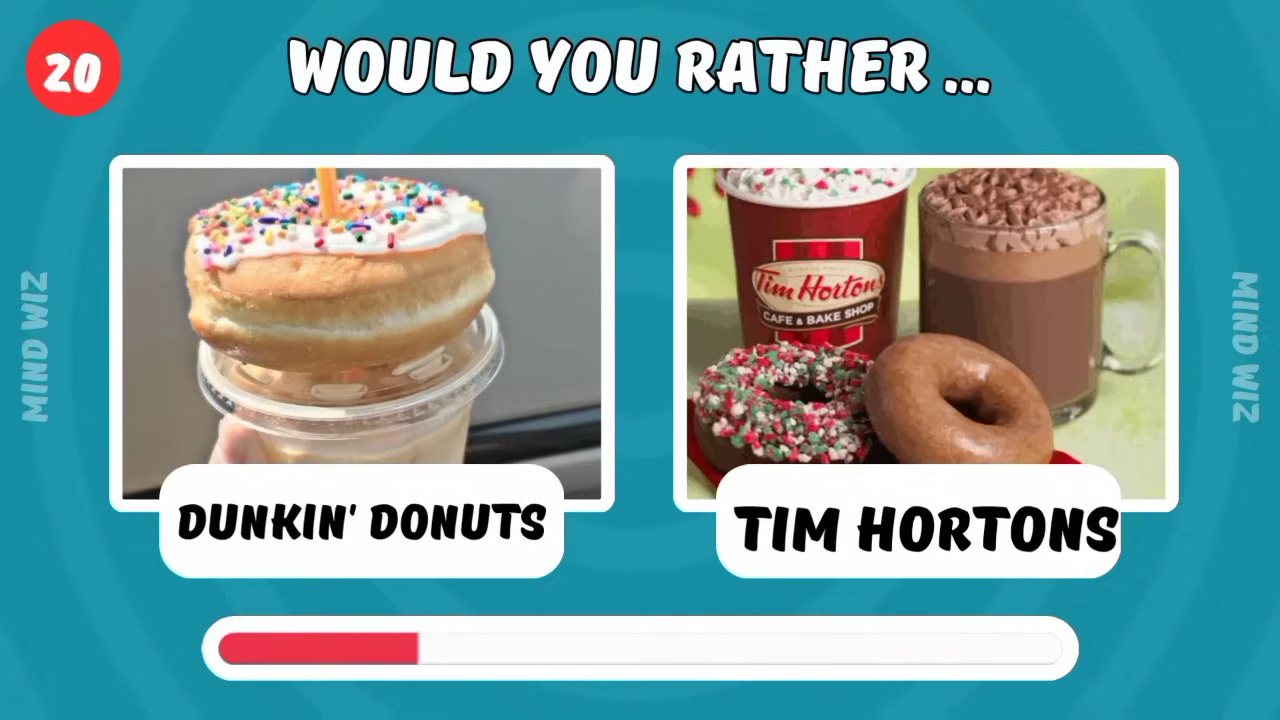 20
WOULD YOU RATHER ...
MIND WIZ
Tim Hortons
CAFE & BAKE SHOP
MIND WIZ
DUNKIN' DONUTS
TIM HORTONS